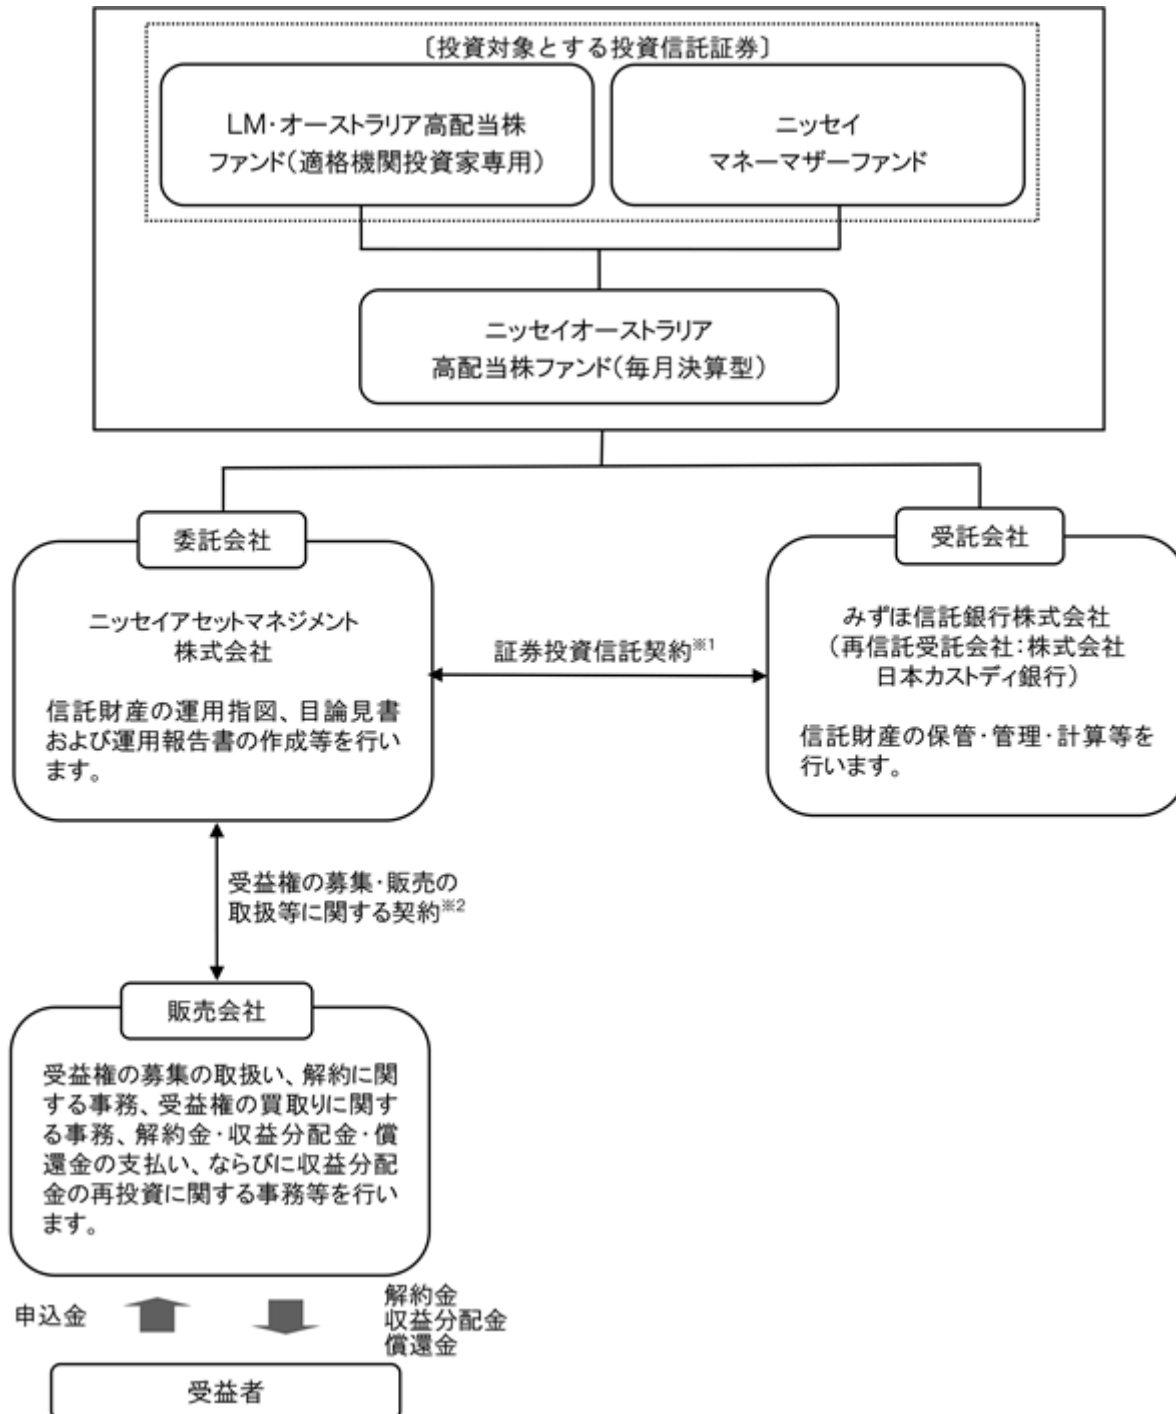 〔投資対象とする投資信託証券〕
LM・オーストラリア高配当株
ファンド(適格機関投資家専用)
ニッセイ
マネーマザーファンド
ニッセイオーストラリア
高配当株ファンド(毎月決算型)
委託会社
ニッセイアセットマネジメント
株式会社
信託財産の運用指図、目論見書
および運用報告書の作成等を行い
ます。
証券投資信託契約※1
受託会社
みずほ信託銀行株式会社
(再信託受託会社:株式会社
日本カストディ銀行)
信託財産の保管・管理・計算等を
行います。
受益権の募集・販売の
取扱等に関する契約※2
販売会社
受益権の募集の取扱い、解約に関
する事務、受益権の買取りに関す
る事務、解約金・収益分配金・償
還金の支払い、ならびに収益分配
金の再投資に関する事務等を行い
ます。
申込金
解約金
収益分配金
償還金
受益者